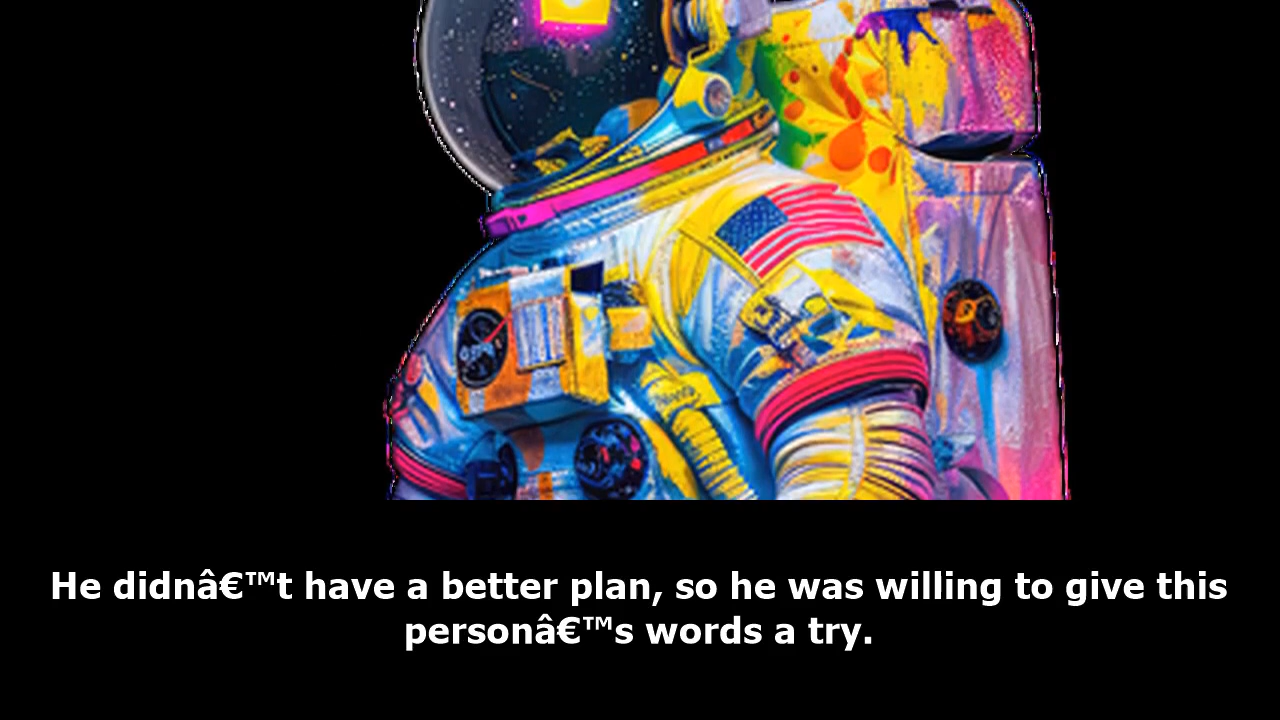 He didnâ€™t have a better plan, so he was willing to give this
personâ€™s words a try.